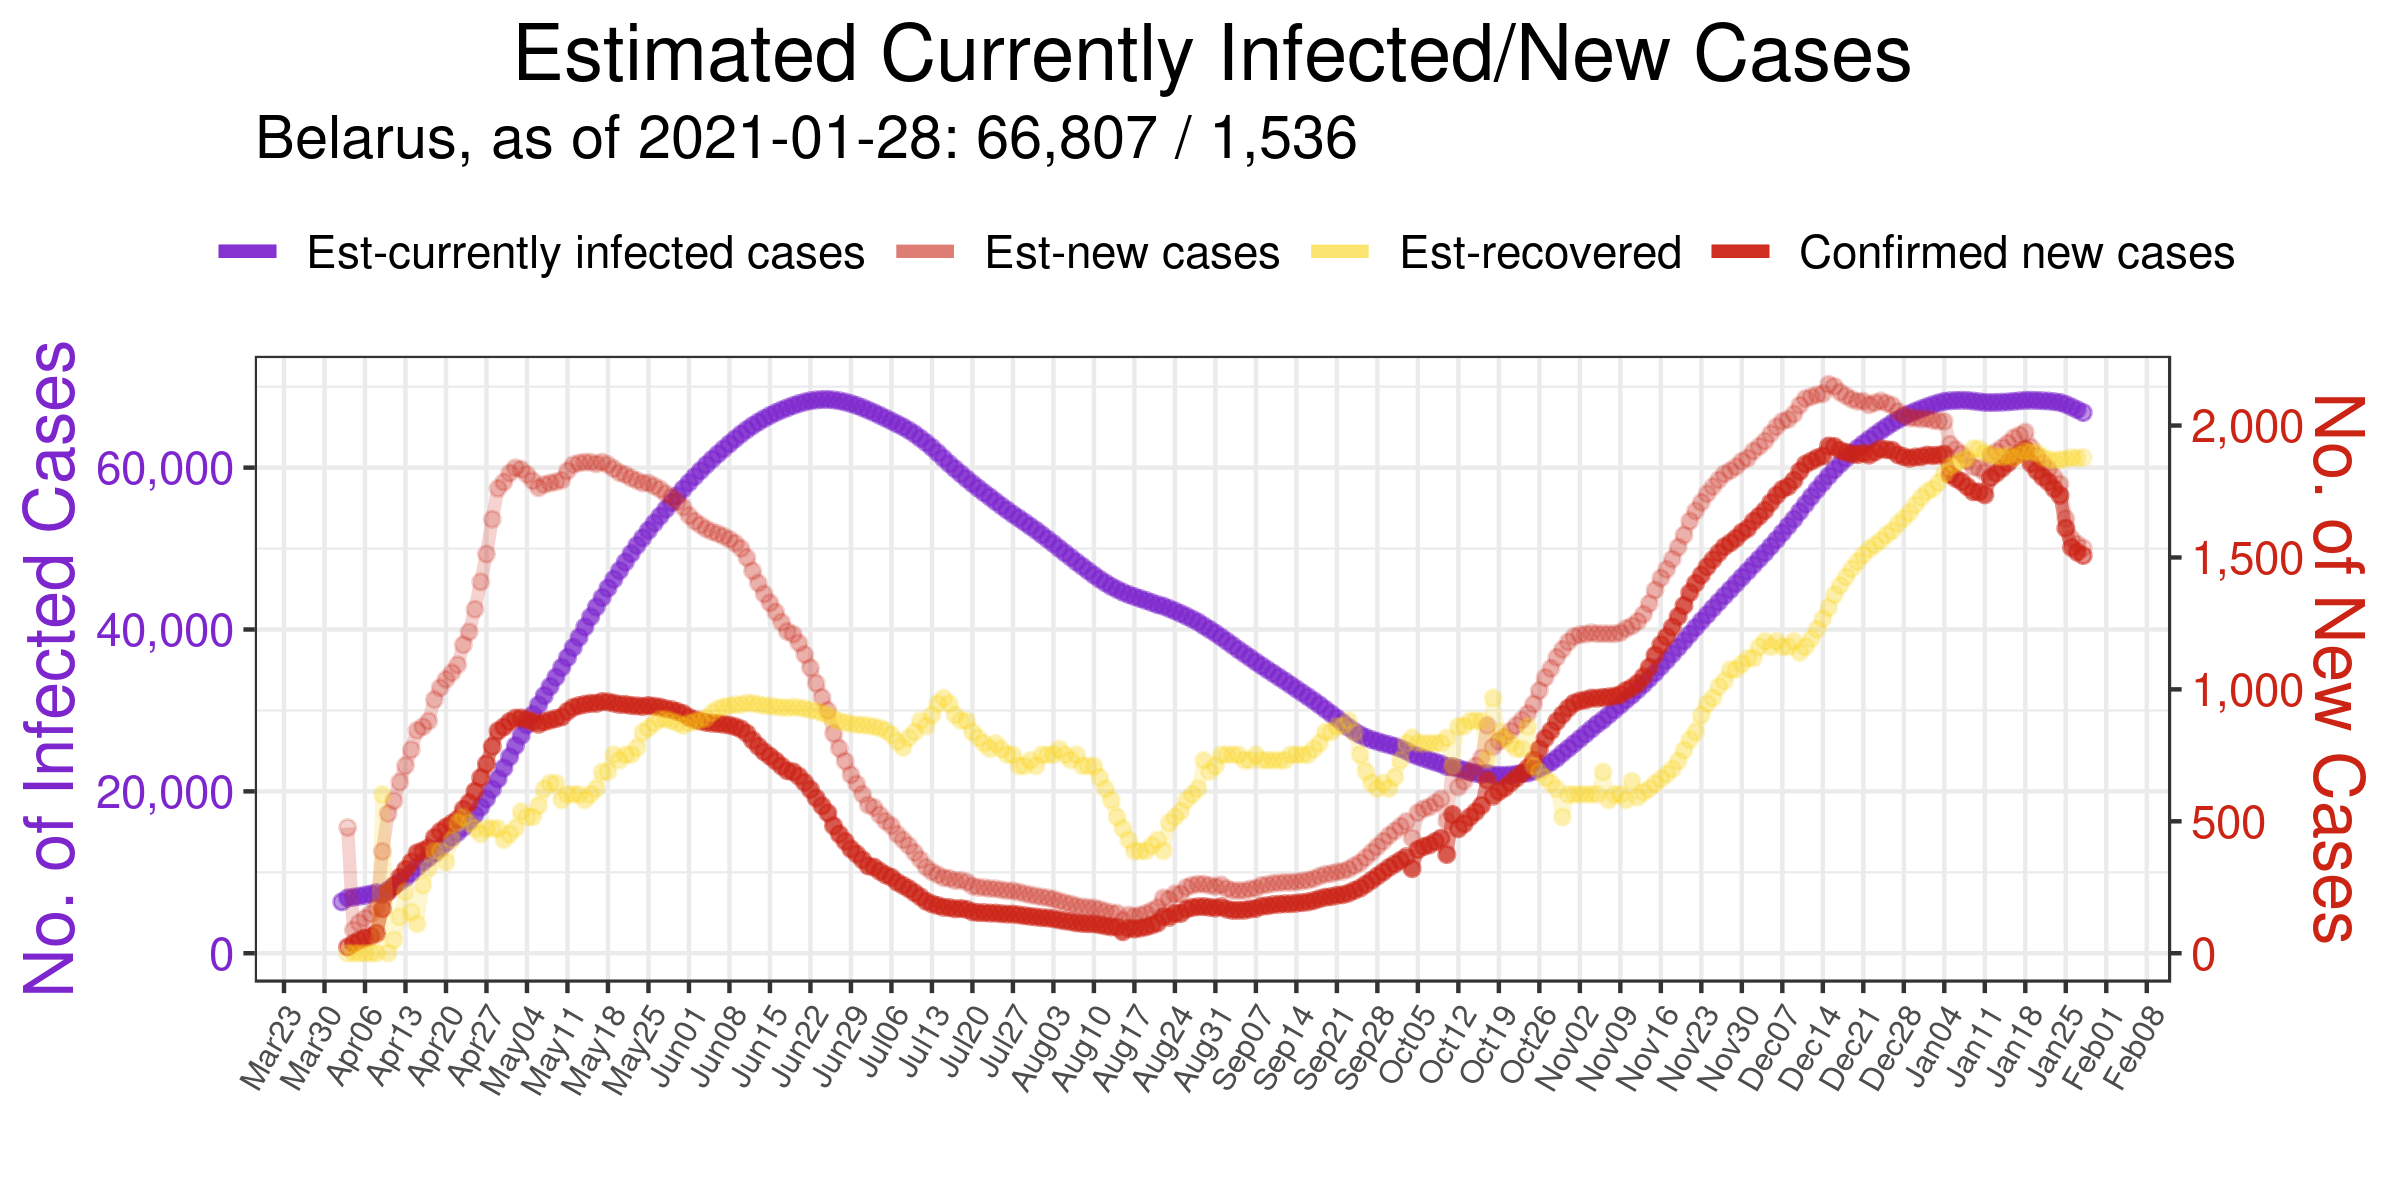 Estimated Currently Infected/New Cases
Belarus, as of 2021-01-28: 66,807 / 1,536
Est-currently infected cases Est-new cases Est-recovered Confirmed new cases
No. of Infected Cases
60,000
40,000
20,000
0
2,000
1,500
1,000
500
0
No. of New Cases
Mar23 Mar30 Apr06 Apr13 Apr20 Apr27 May04 May11 May18 May25 Jun01 Jun08 Jun15 Jun22 Jun29 Jul06 Jul13 Jul20 Jul27 Aug03 Aug10 Aug17 Aug24 Aug31 Sep07 Sep14 Sep21 Sep28 Oct05 Oct12 Oct19 Oct26 Nov02 Nov09 Nov16 Nov23 Nov30 Dec07 Dec14 Dec21 Dec28 Jan04 Jan11 Jan18 Jan25 Feb01 Feb08